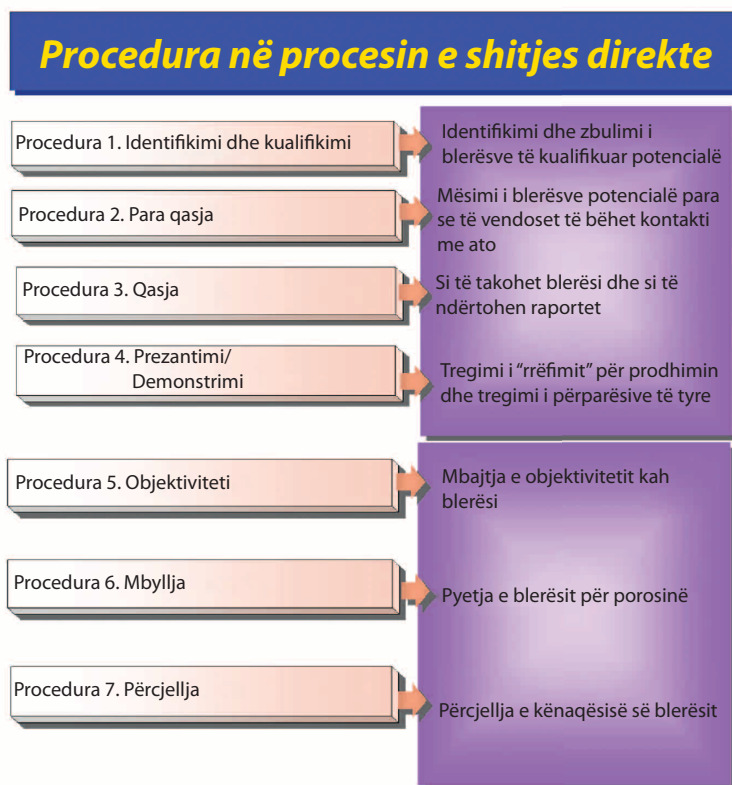 Procedura në procesin e shitjes direkte
Procedura 1. Identifikimi dhe kualifikimi
Identifikimi dhe zbulimi i
blerësve të kualifikuar potencialë
Procedura 2. Para qasja
Mësimi i blerësve potencialë para
se të vendoset të bëhet kontakti
me ato
Procedura 3. Qasja
Si të takohet blerësi dhe si të
ndërtohen raportet
Procedura 4. Prezantimi/
Demonstrimi
Tregimi i “rrëfimit” për prodhimin
dhe tregimi i përparësive të tyre
Procedura 5. Objektiviteti
Mbajtja e objektivitetit kah
blerësi
Procedura 6. Mbyllja
Pyetja e blerësit për porosinë
Procedura 7. Përcjellja
Përcjellja e kënaqësisë së blerësit